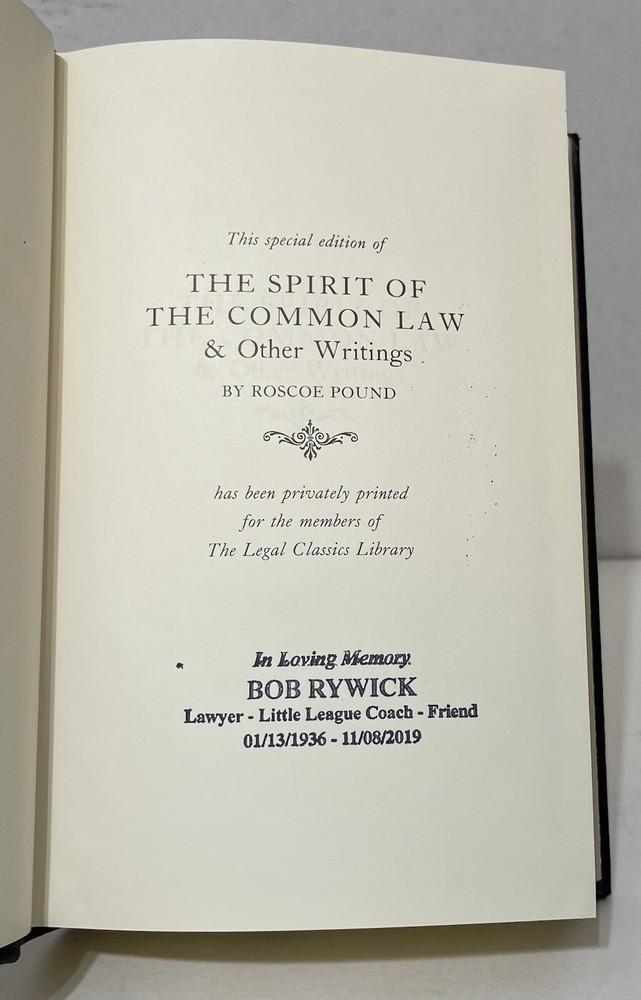 This special edition of
THE SPIRIT OF
THE COMMON LAW
& Other Writings
BY ROSCOE POUND
has been privately printed
for the members of
The Legal Classics Library
In Loving Memory
BOB RYWICK
Lawyer - Little League Coach - Friend
01/13/1936 - 11/08/2019